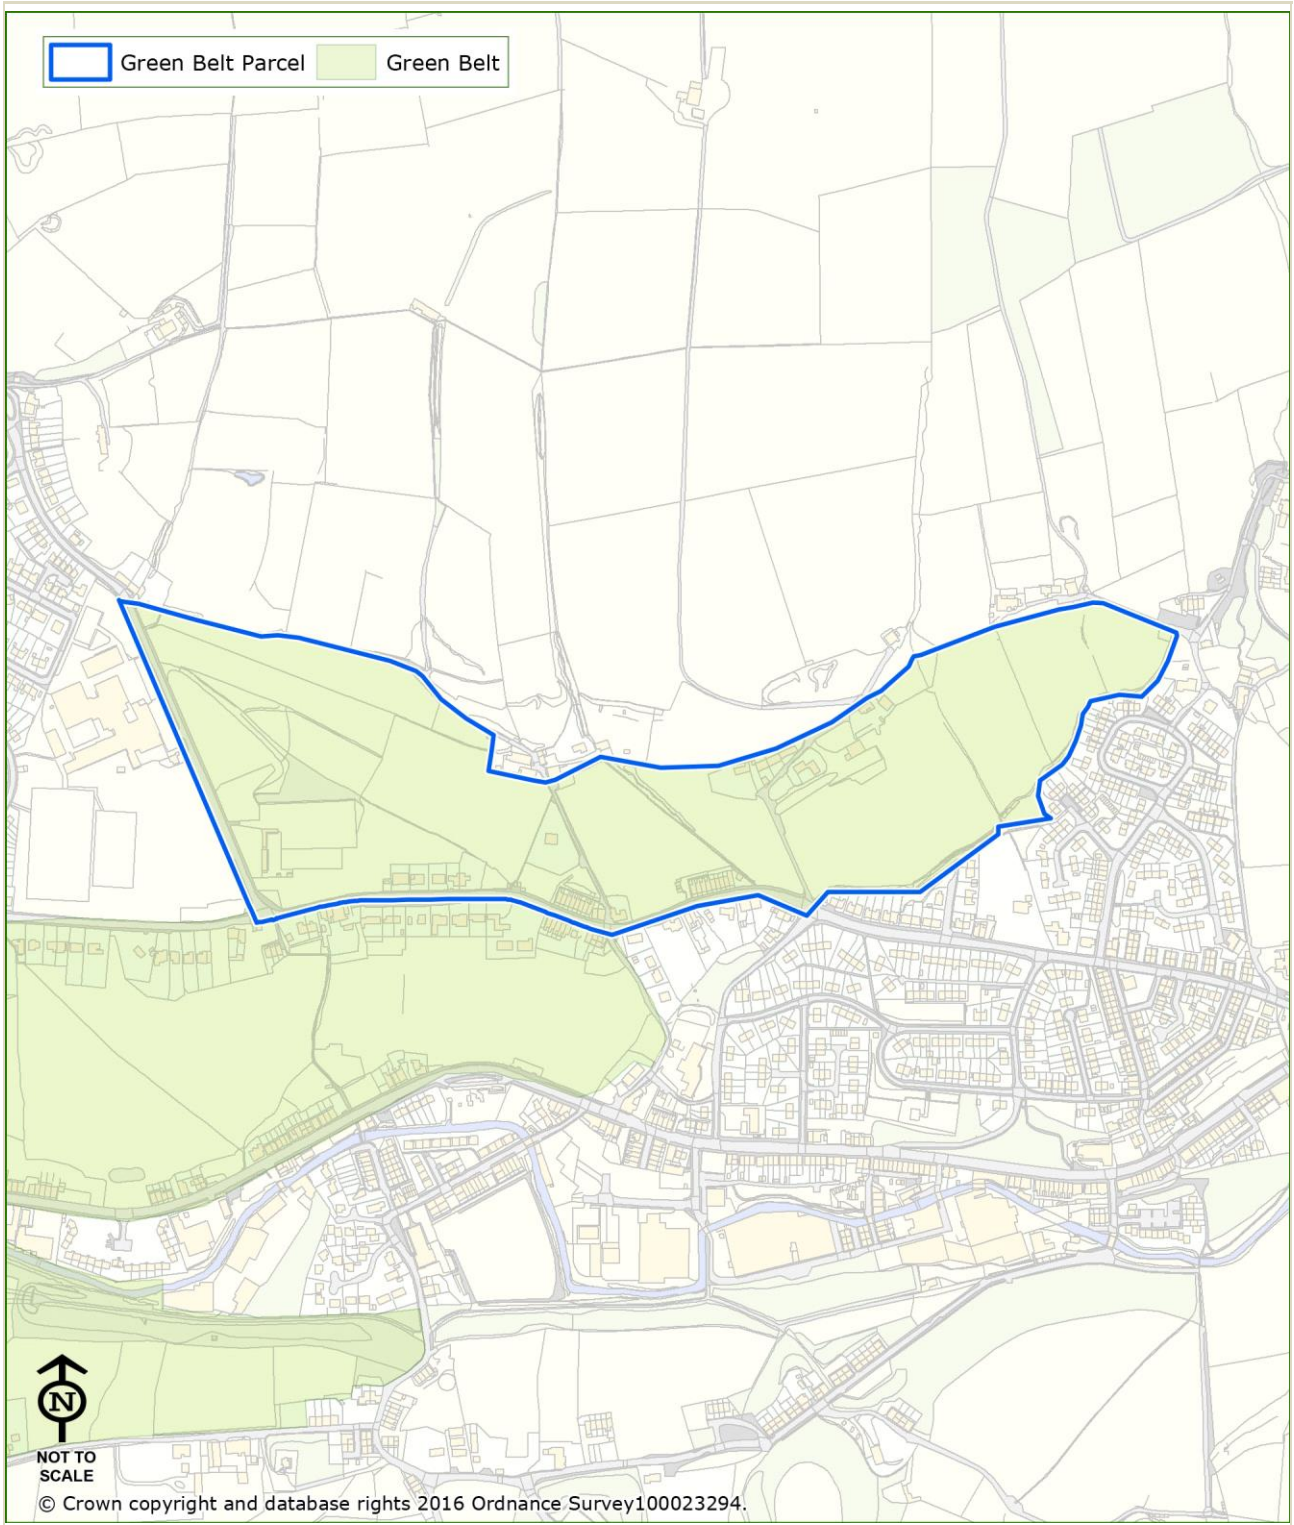 Green Belt Parcel Green Belt
N
NOT TO
SCALE
© Crown copyright and database rights 2016 Ordnance Survey100023294.